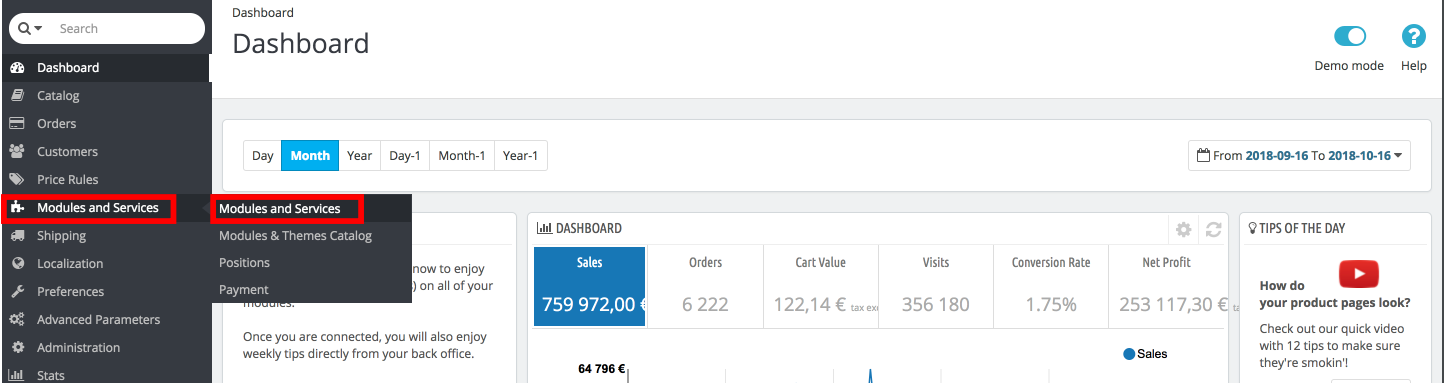 Search
Dashboard
Catalog
Orders
Customers
Price Rules
Modules and Services
Shipping
Localization
Preferences
Advanced Parameters
Administration
Stats
Modules and Services
Modules & Themes Catalog
Positions
Payment
Dashboard
Dashboard
Demo mode
Help
Day
Month
Year
Day-1
Month-1
Year-1
From 2018-09-16 To 2018-10-16
now to enjoy
) on all of your
modules.
Once you are connected, you will also enjoy
weekly tips directly from your back office.
DASHBOARD
Sales
759 972,00 €
Orders
6 222
Cart Value
122,14 € tax exc
Visits
356 180
Conversion Rate
1.75%
Net Profit
253 117,30 €
Sales
64 796 €
TIPS OF THE DAY
How do
your product pages look?
Check out our quick video
with 12 tips to make sure
they're smokin'!